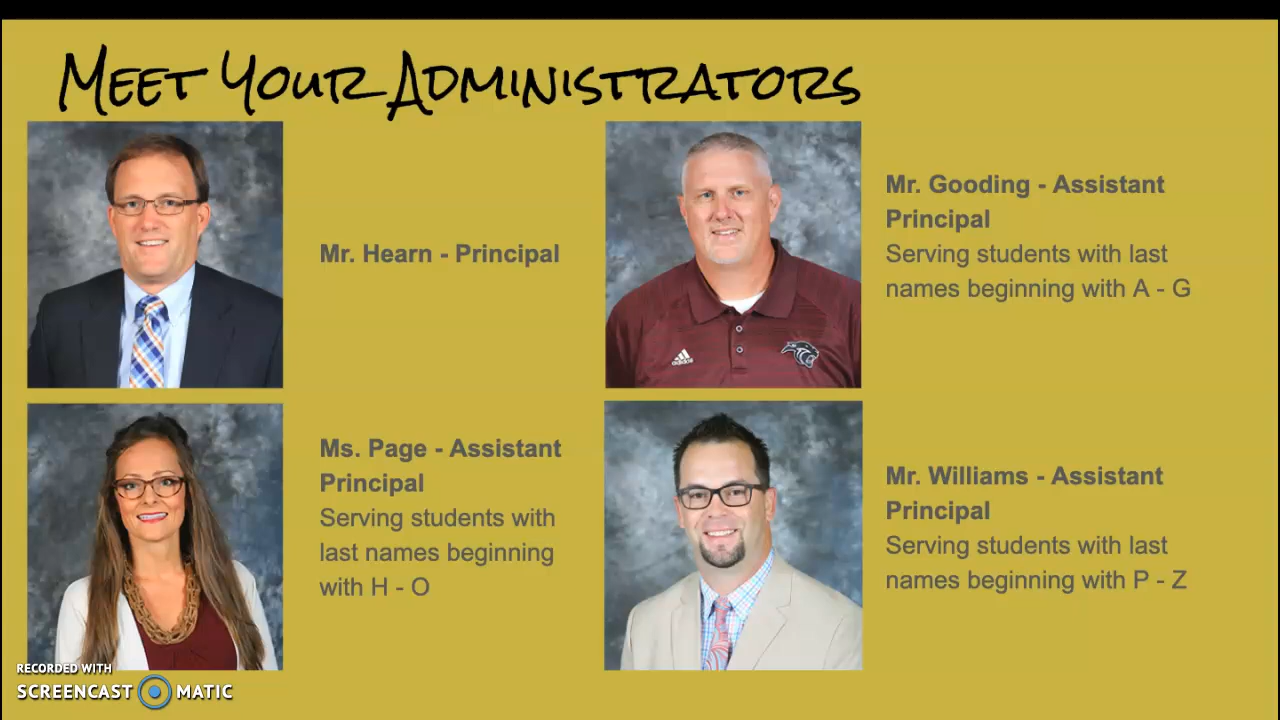 Meet Your Administrators
Mr. Hearn - Principal
Mr. Gooding - Assistant
Principal
Serving students with last
names beginning with A - G
adidas
Ms. Page - Assistant
Principal
Serving students with
last names beginning
with H - O
Mr. Williams - Assistant
Principal
Serving students with last
names beginning with P - Z
RECORDED WITH
SCREENCAST MATIC